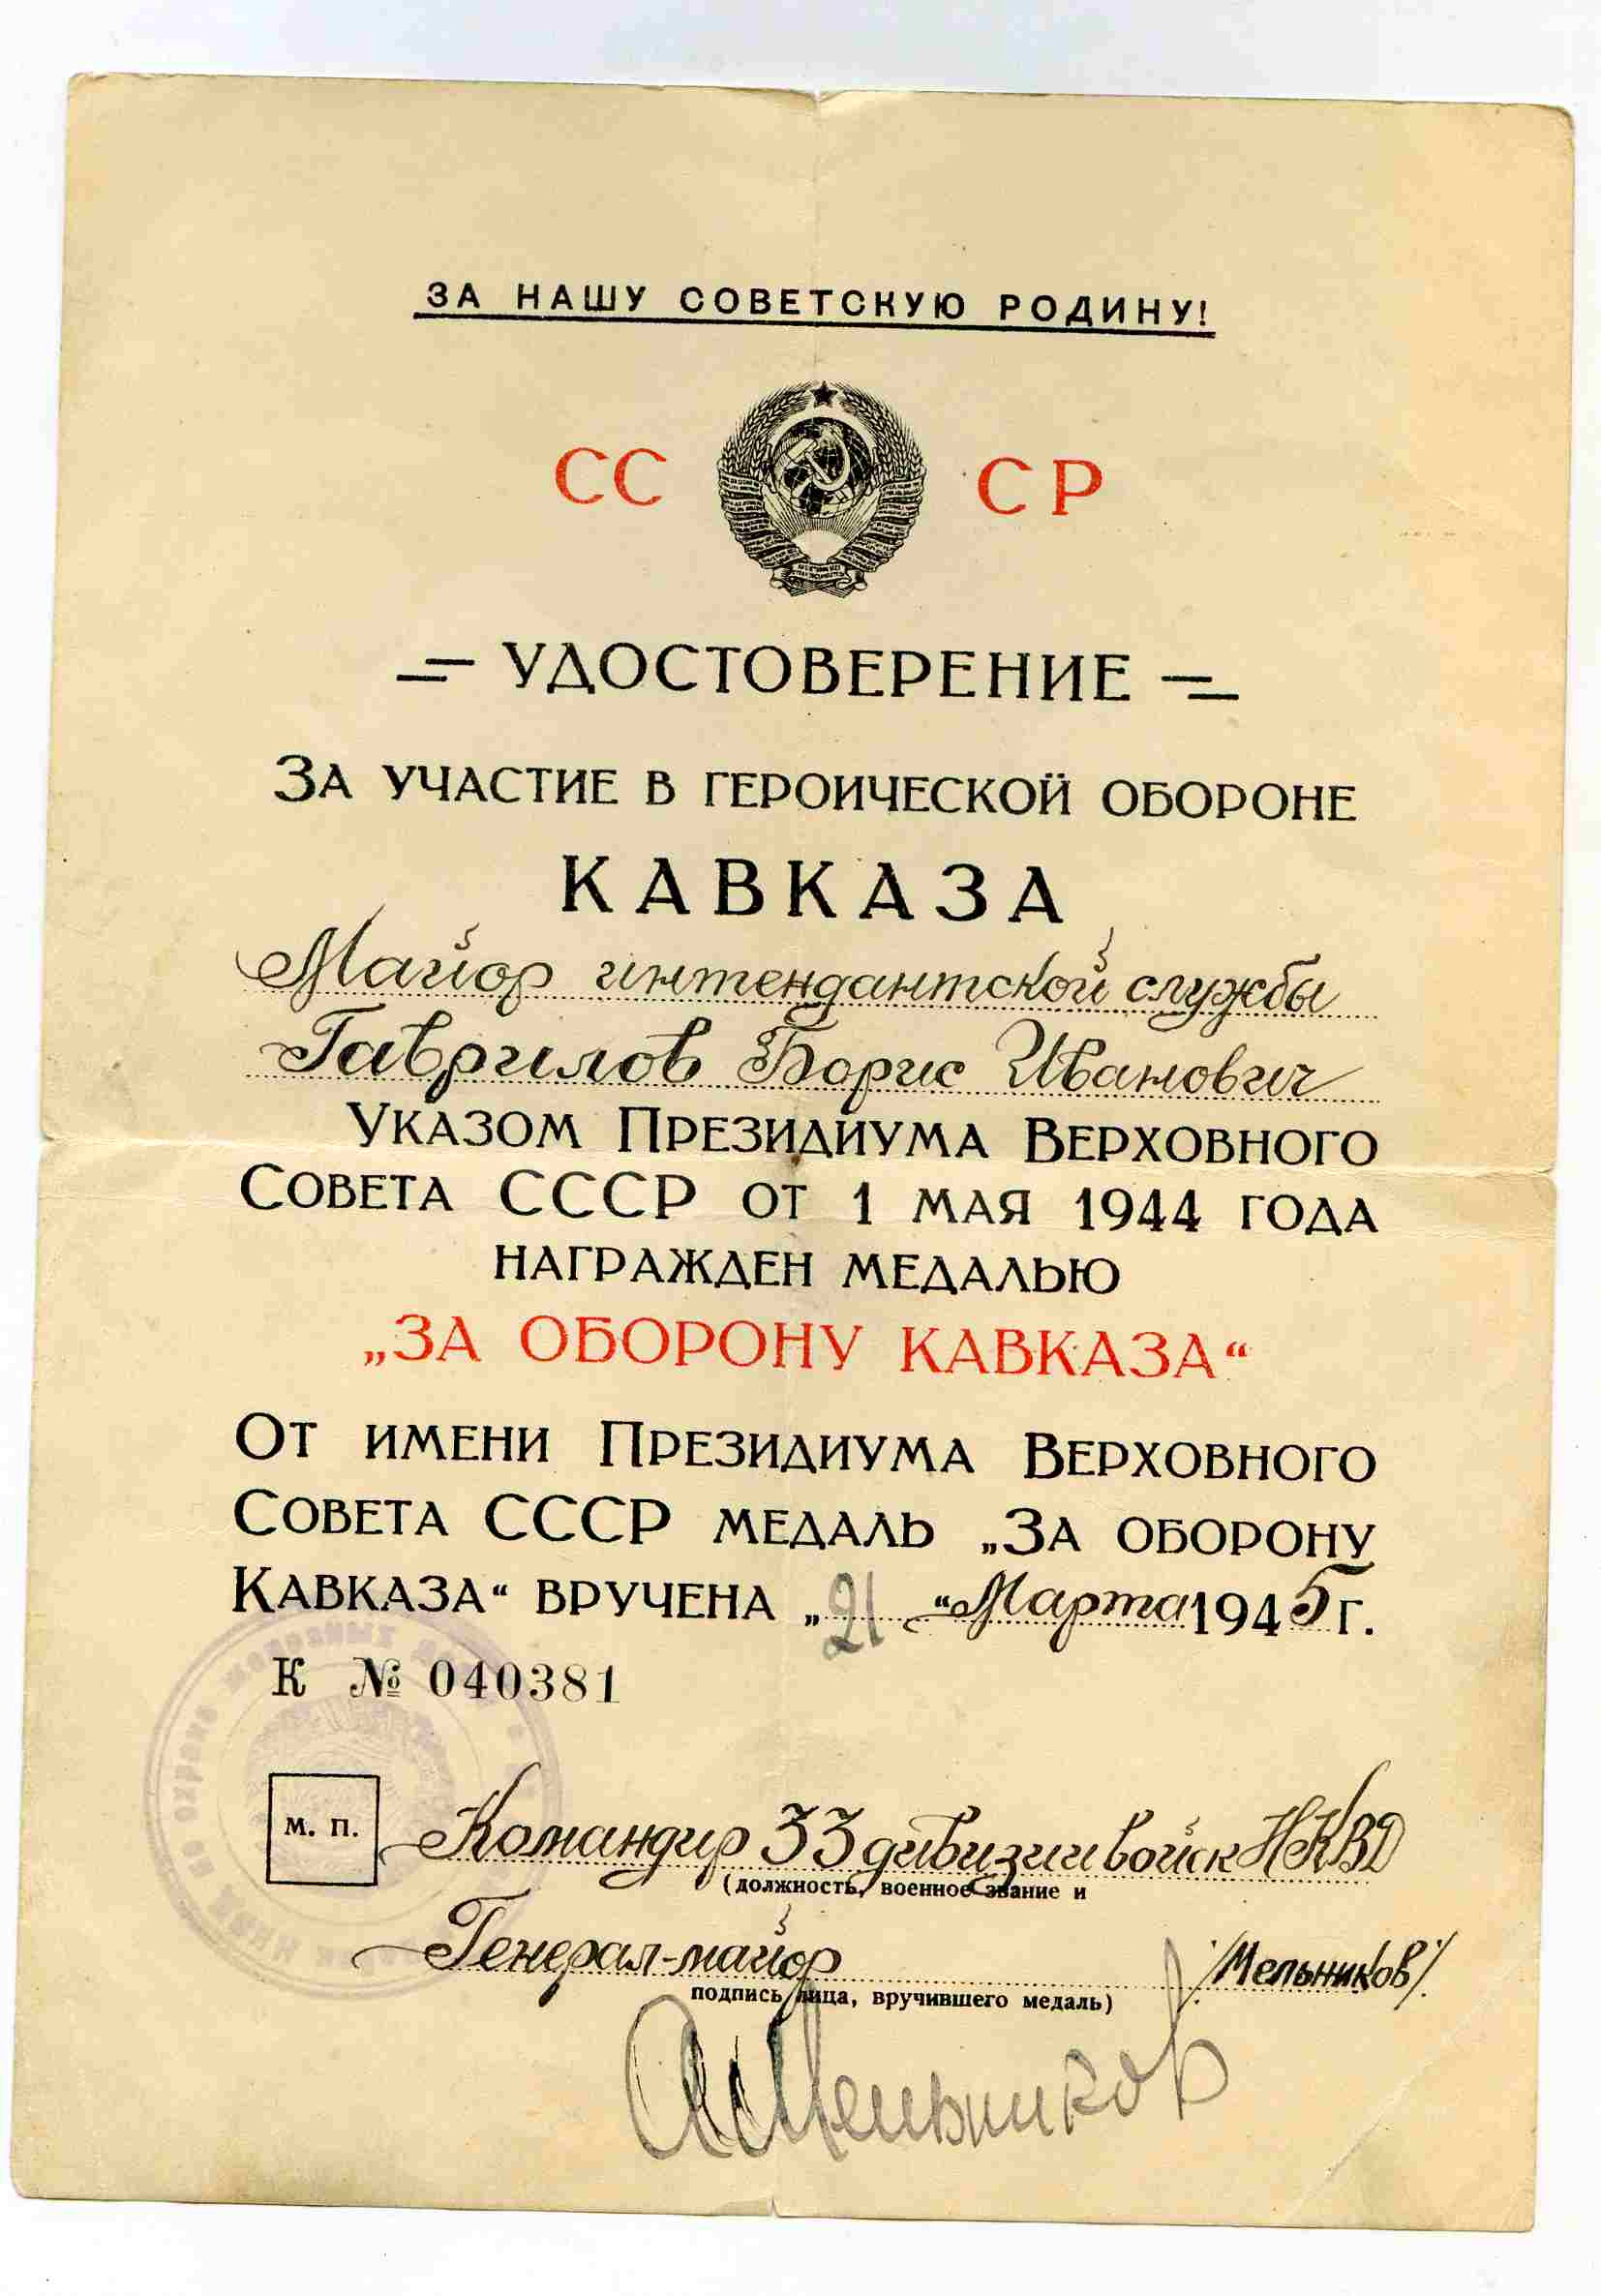 ЗА НАШУ СОВЕТСКУЮ РОДИНУ!
СС СР
УДОСТОВЕРЕНИЕ
ЗА УЧАСТИЕ В ГЕРОИЧЕСКОЙ ОБОРОНЕ
КАВКАЗА
Майор интендантской службы
Гаврилов Борис Иванович
УКАЗОМ ПРЕЗИДИУМА ВЕРХОВНОГО
СОВЕТА СССР ОТ 1 МАЯ 1944 ГОДА
НАГРАЖДЕН МЕДАЛЬЮ
„ЗА ОБОРОНУ КАВКАЗА“
ОТ ИМЕНИ ПРЕЗИДИУМА ВЕРХОВНОГО
СОВЕТА СССР МЕДАЛЬ „ЗА ОБОРОНУ
КАВКАЗА“ ВРУЧЕНА „21“ Марта 1945 г.
К № 040381
М. П.
Командир 33 дивизии войск НКВД
(должность, военное звание и
Генерал-майор /Мельников/
подпись лица, вручившего медаль)
АМельников